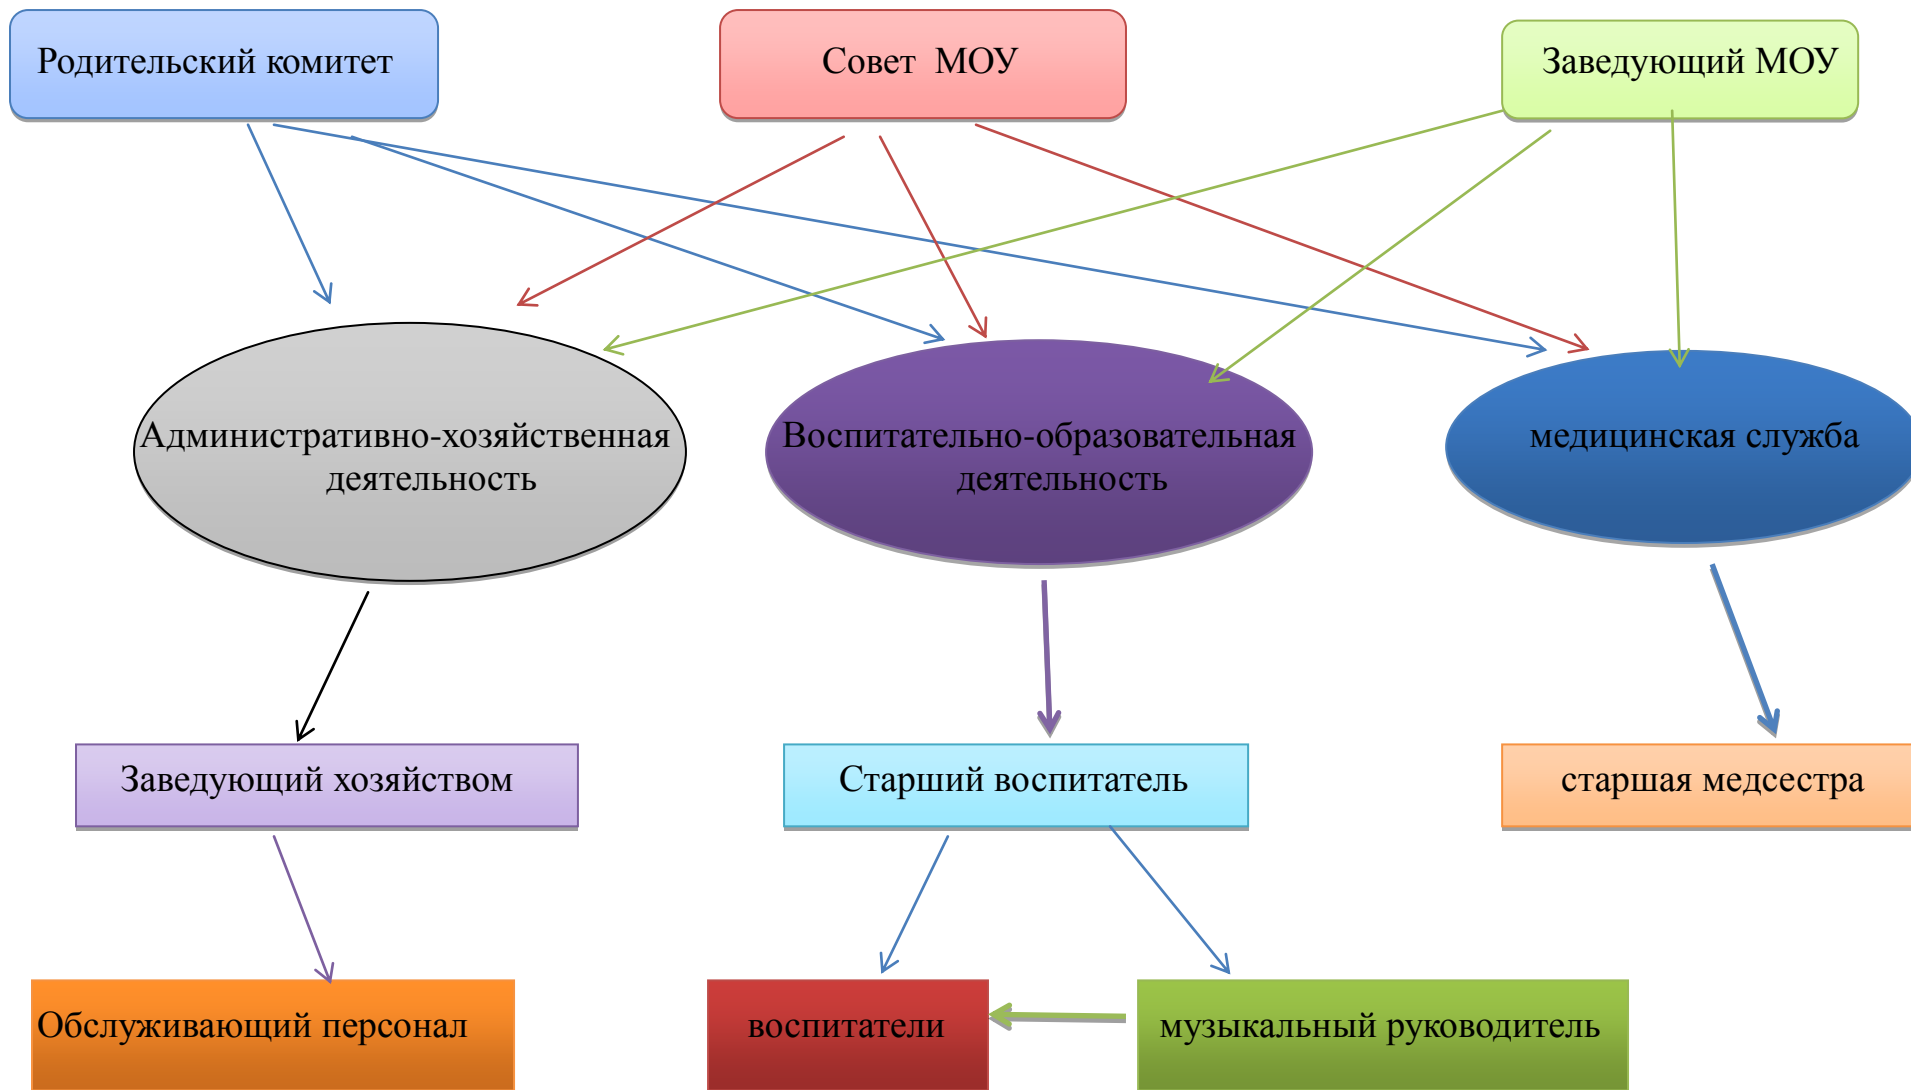 Родительский комитет
Совет МОУ
Заведующий МОУ
Административно-хозяйственная
деятельность
Воспитательно-образовательная
деятельность
медицинская служба
Заведующий хозяйством
Старший воспитатель
старшая медсестра
Обслуживающий персонал
воспитатели
музыкальный руководитель